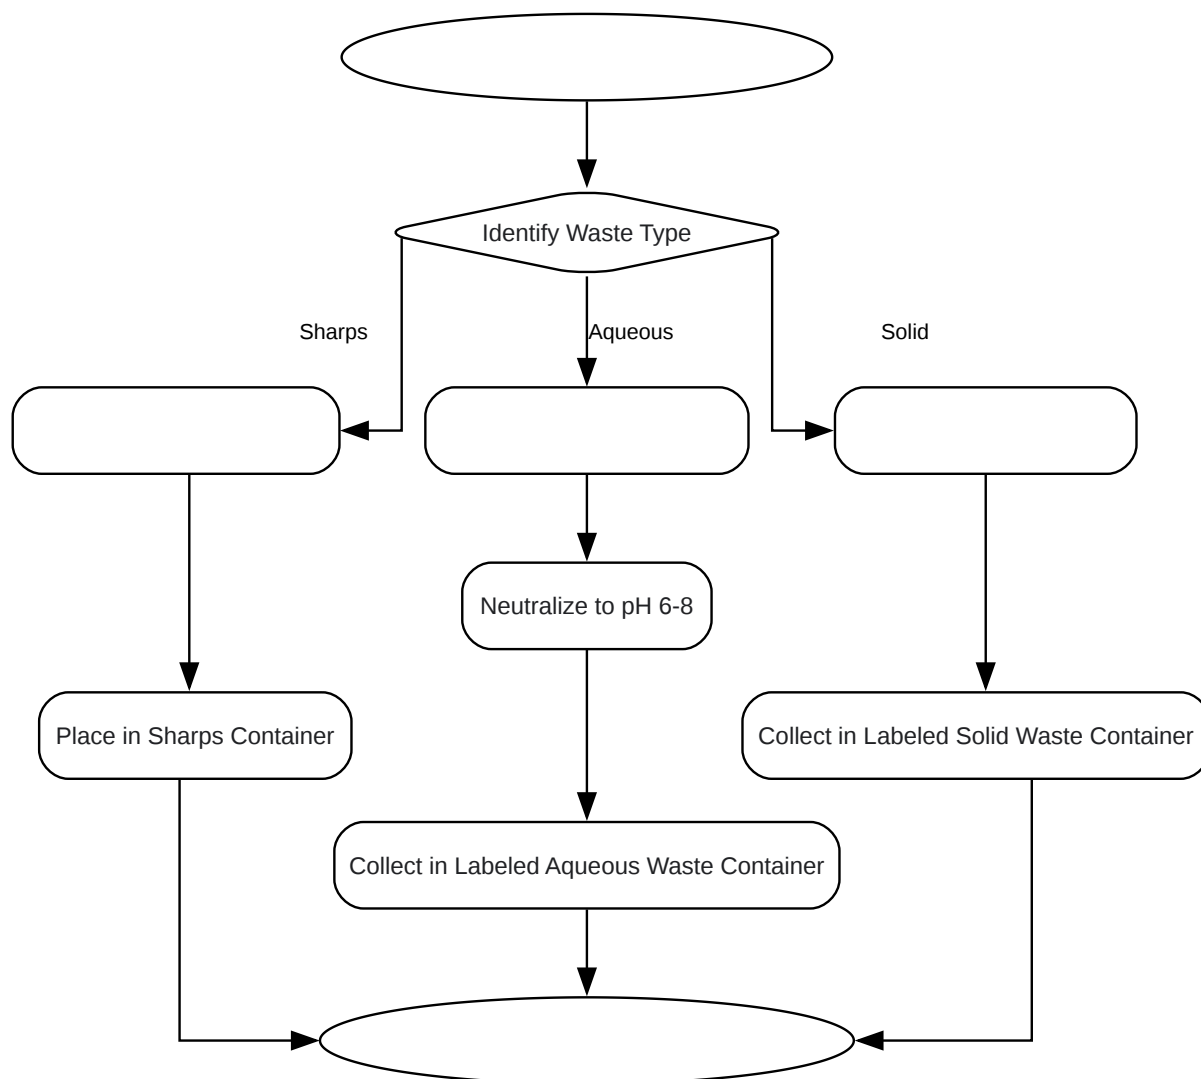 Identify Waste Type
Sharps
Aqueous
Solid
Neutralize to pH 6-8
Place in Sharps Container
Collect in Labeled Solid Waste Container
Collect in Labeled Aqueous Waste Container